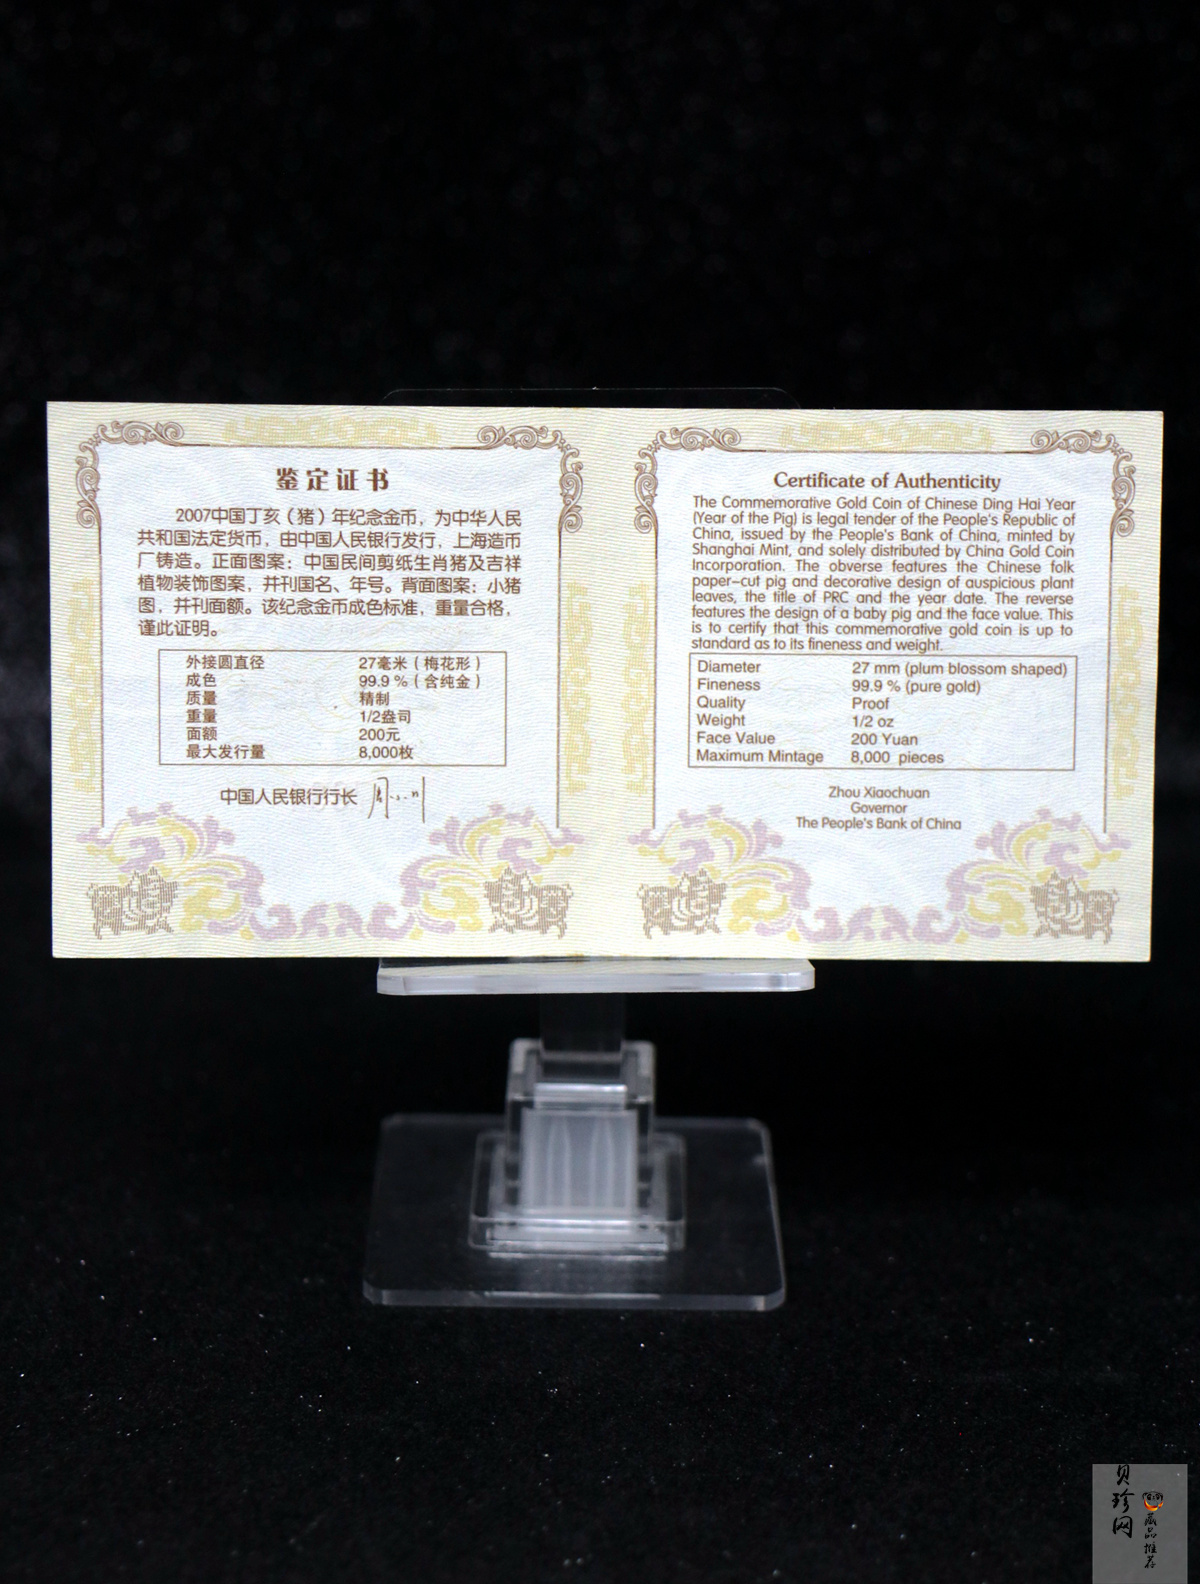 鉴定证书
2007中国丁亥（猪）年纪念金币，为中华人民
共和国法定货币，由中国人民银行发行，上海造币
厂铸造。正面图案：中国民间剪纸生肖猪及吉祥
植物装饰图案，并刊国名、年号。背面图案：小猪
图，并刊面额。该纪念金币成色标准，重量合格，
谨此证明。
外接圆直径 27毫米（梅花形）
成色 99.9 %（含纯金）
质量 精制
重量 1/2盎司
面额 200元
最大发行量 8,000枚
中国人民银行行长
Certificate of Authenticity
The Commemorative Gold Coin of Chinese Ding Hai Year
(Year of the Pig) is legal tender of the People's Republic of
China, issued by the People's Bank of China, minted by
Shanghai Mint, and solely distributed by China Gold Coin
Incorporation. The obverse features the Chinese folk
paper-cut pig and decorative design of auspicious plant
leaves, the title of PRC and the year date. The reverse
features the design of a baby pig and the face value. This
is to certify that this commemorative gold coin is up to
standard as to its fineness and weight.
Diameter 27 mm (plum blossom shaped)
Fineness 99.9 % (pure gold)
Quality Proof
Weight 1/2 oz
Face Value 200 Yuan
Maximum Mintage 8,000 pieces
Zhou Xiaochuan
Governor
The People's Bank of China
贝珍网
藏品推荐